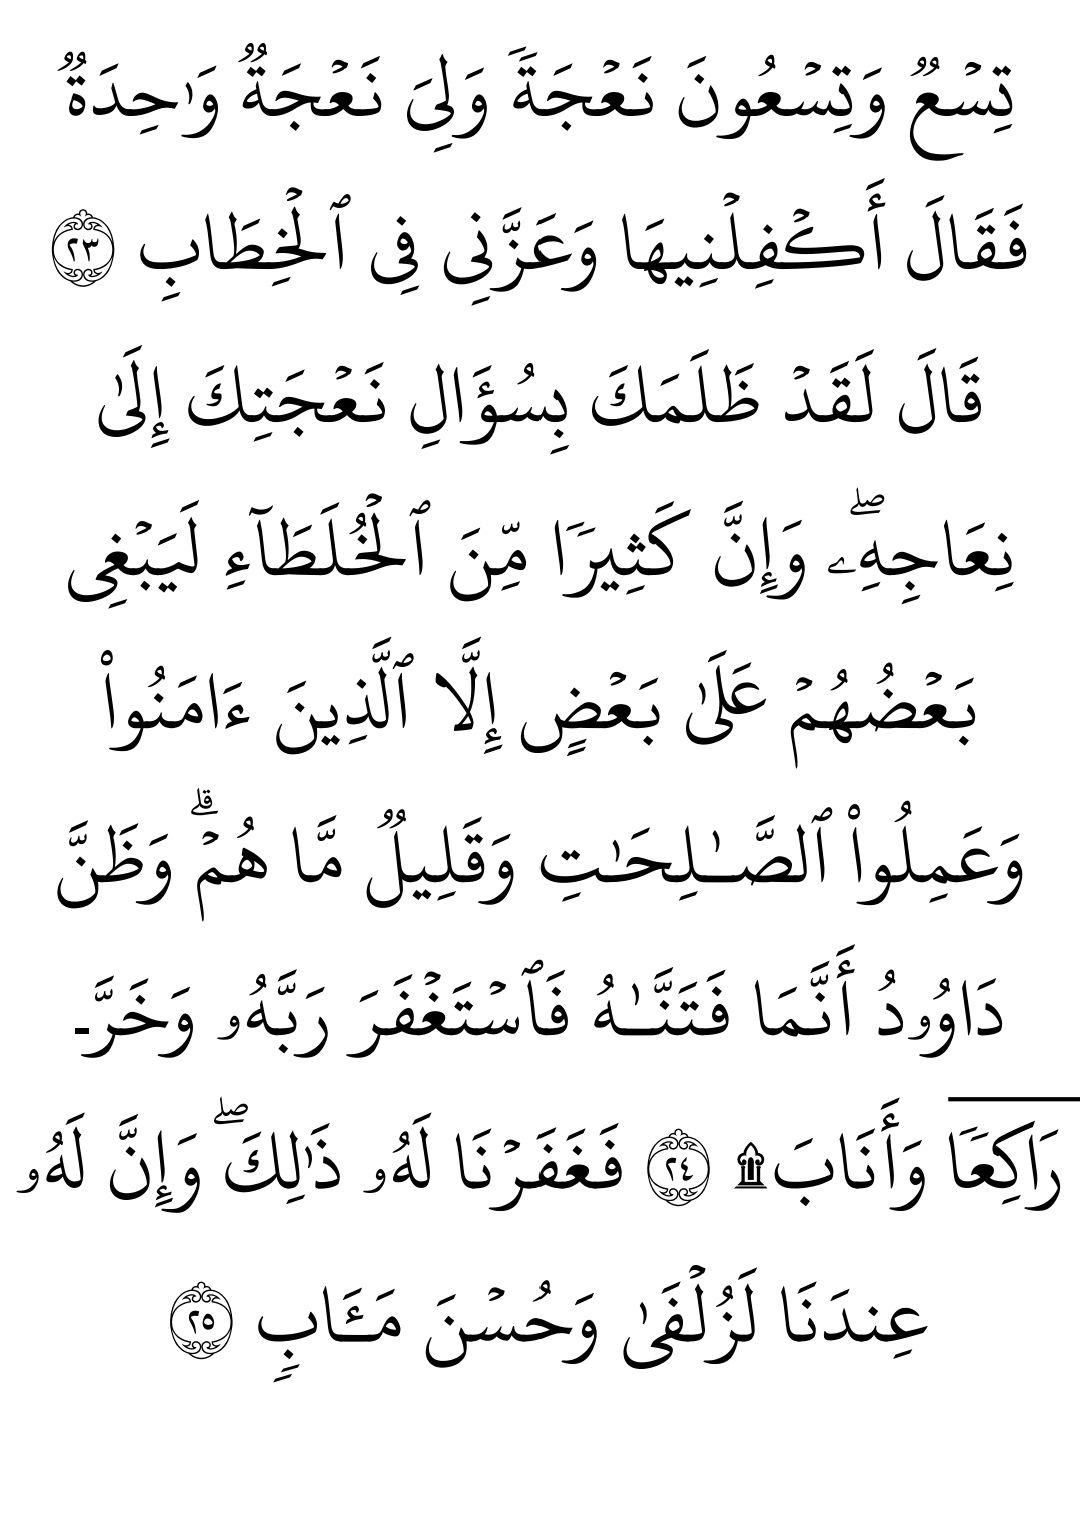 تِسۡعٞ وَتِسۡعُونَ نَعۡجَةٗ وَلِيَ نَعۡجَةٞ وَٰحِدَةٞ
فَقَالَ أَكۡفِلۡنِيهَا وَعَزَّنِي فِي ٱلۡخِطَابِ ٢٣
قَالَ لَقَدۡ ظَلَمَكَ بِسُؤَالِ نَعۡجَتِكَ إِلَىٰ
نِعَاجِهِۦۖ وَإِنَّ كَثِيرٗا مِّنَ ٱلۡخُلَطَآءِ لَيَبۡغِي
بَعۡضُهُمۡ عَلَىٰ بَعۡضٍ إِلَّا ٱلَّذِينَ ءَامَنُواْ
وَعَمِلُواْ ٱلصَّـٰلِحَٰتِ وَقَلِيلٞ مَّا هُمۡۗ وَظَنَّ
دَاوُۥدُ أَنَّمَا فَتَنَّـٰهُ فَٱسۡتَغۡفَرَ رَبَّهُۥ وَخَرَّـ
رَاكِعٗا وَأَنَابَ۩ ٢٤ فَغَفَرۡنَا لَهُۥ ذَٰلِكَۖ وَإِنَّ لَهُۥ
عِندَنَا لَزُلۡفَىٰ وَحُسۡنَ مَـَٔابٖ ٢٥